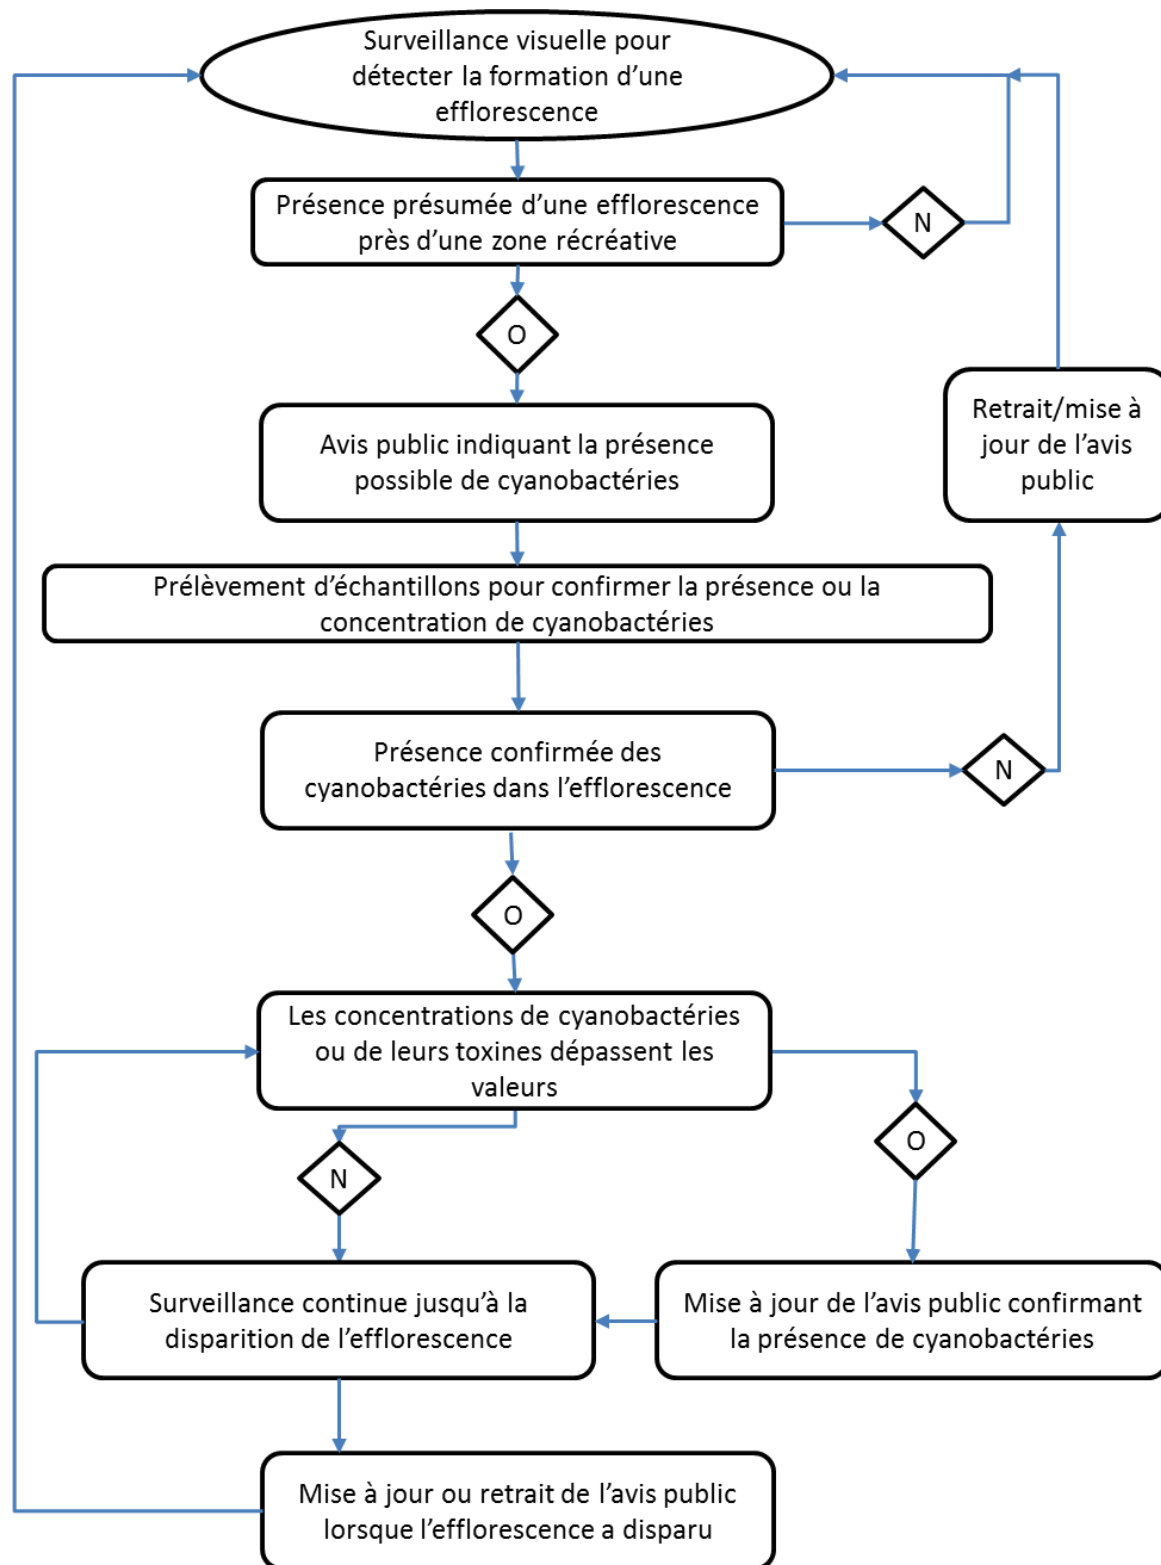 Surveillance visuelle pour
détecter la formation d’une
efflorescence
Présence présumée d’une efflorescence
près d’une zone récréative
N
O
Avis public indiquant la présence
possible de cyanobactéries
Retrait/mise à
jour de l’avis
public
Prélèvement d’échantillons pour confirmer la présence ou la
concentration de cyanobactéries
Présence confirmée des
cyanobactéries dans l’efflorescence
N
O
Les concentrations de cyanobactéries
ou de leurs toxines dépassent les
valeurs
O
N
Surveillance continue jusqu’à la
disparition de l’efflorescence
Mise à jour de l’avis public confirmant
la présence de cyanobactéries
Mise à jour ou retrait de l’avis public
lorsque l’efflorescence a disparu